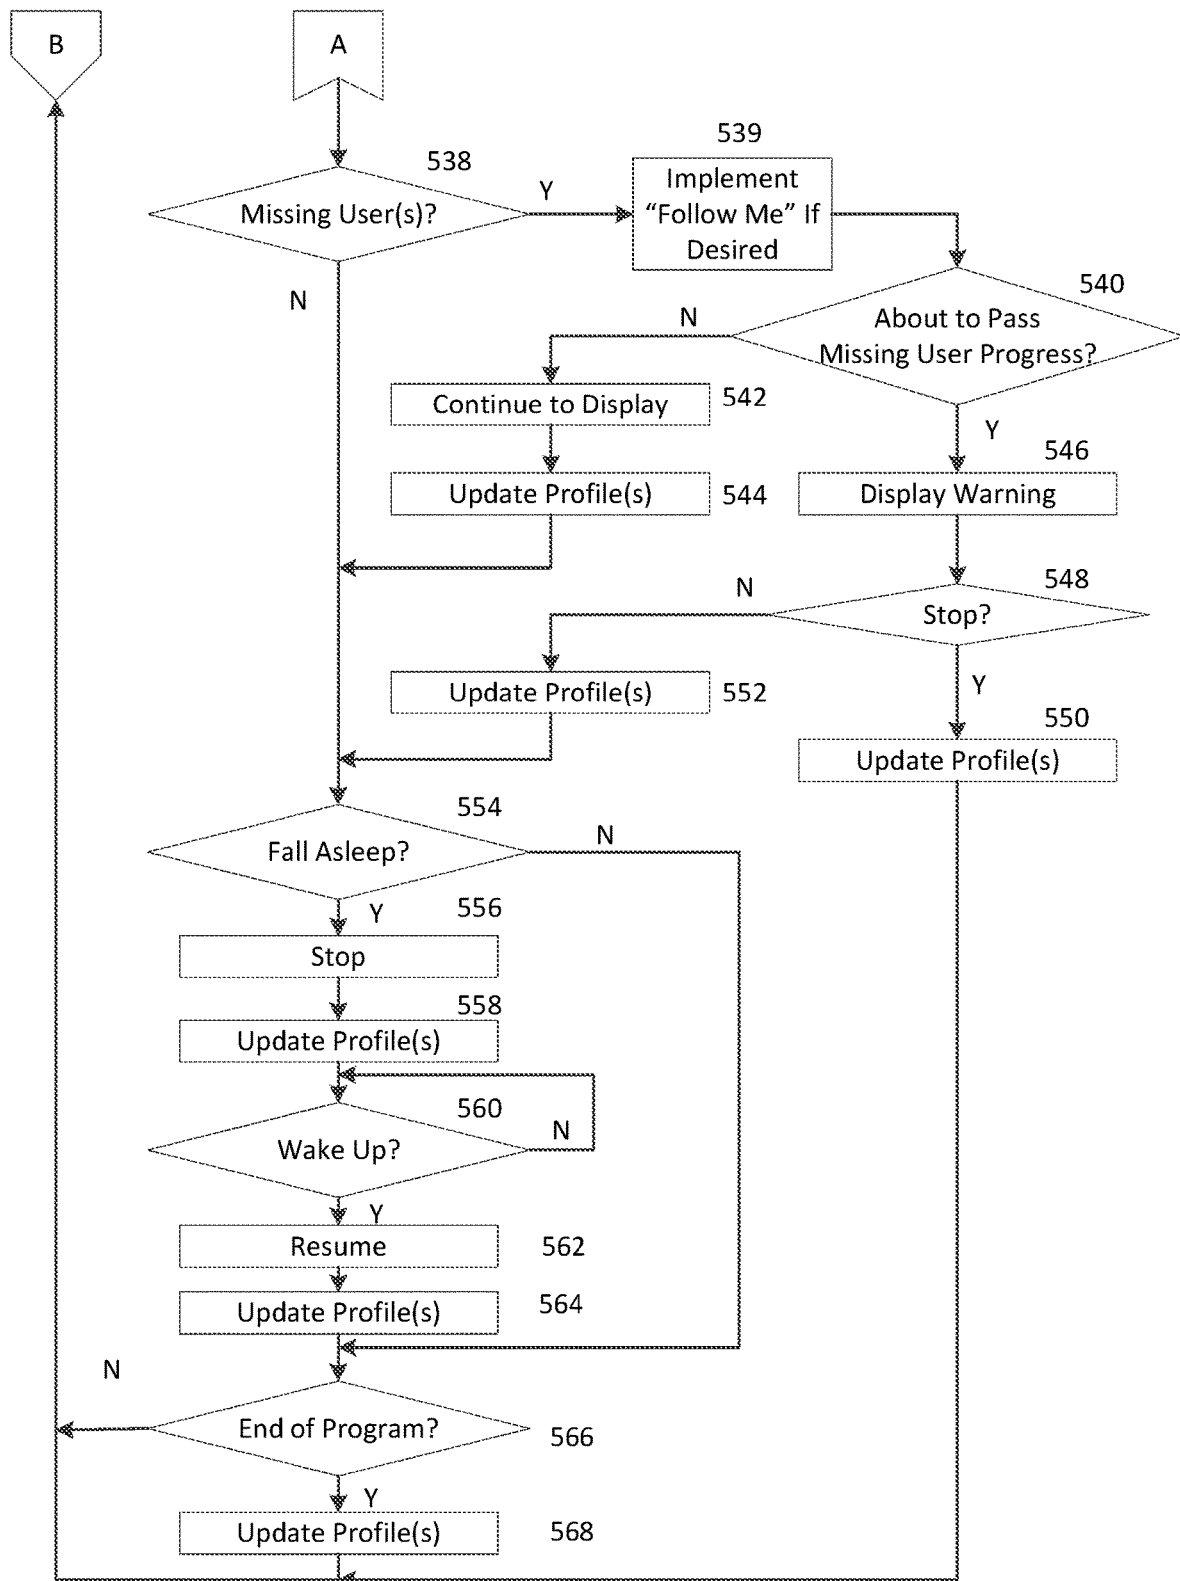 B
A
538
Missing User(s)?
Y
539
Implement
“Follow Me” If
Desired
N
540
About to Pass
Missing User Progress?
N
Continue to Display
542
Y
546
Update Profile(s)
544
Display Warning
548
Stop?
N
Update Profile(s)
552
Y
550
Update Profile(s)
554
Fall Asleep?
N
Y
556
Stop
558
Update Profile(s)
560
Wake Up?
N
Y
Resume
562
Update Profile(s)
564
N
End of Program?
566
Y
Update Profile(s)
568